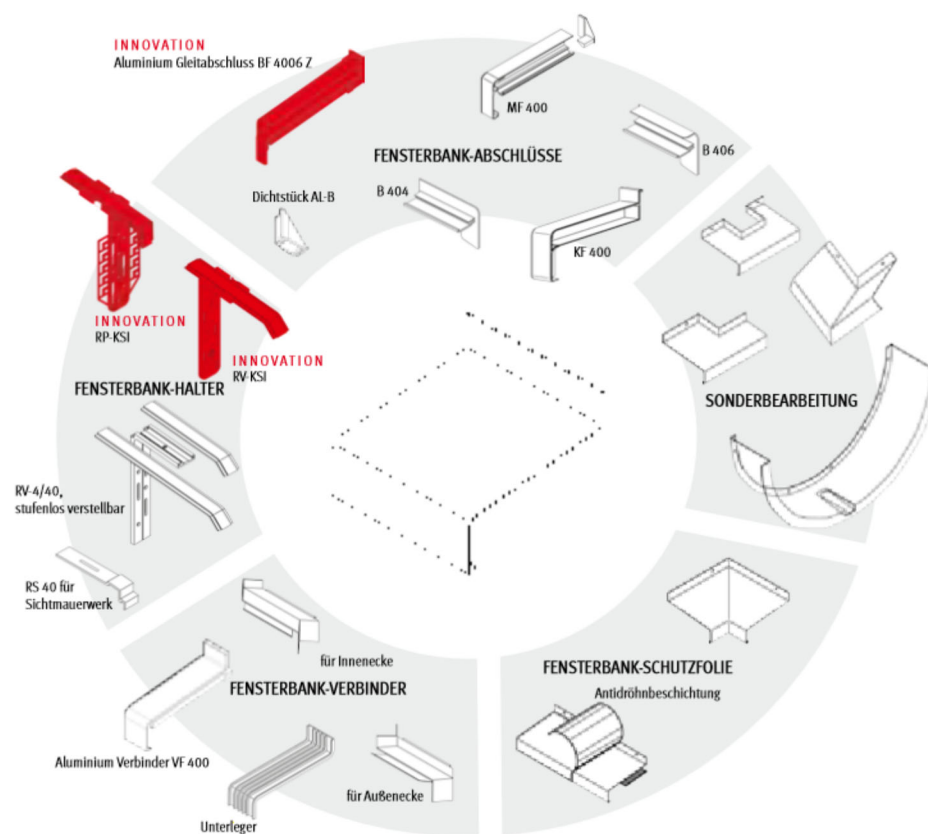 INNOVATION
Aluminium Gleitabschluss BF 4006 Z
MF 400
B 406
FENSTERBANK-ABSCHLÜSSE
B 404
Dichtstück AL-B
KF 400
INNOVATION
RP-KSI
INNOVATION
RV-KSI
FENSTERBANK-HALTER
RV-4/40,
stufenlos verstellbar
RS 40 für
Sichtmauerwerk
SONDERBEARBEITUNG
für Innenecke
FENSTERBANK-VERBINDER
Aluminium Verbinder VF 400
für Außenecke
Unterleger
FENSTERBANK-SCHUTZFOLIE
Antidröhnbeschichtung